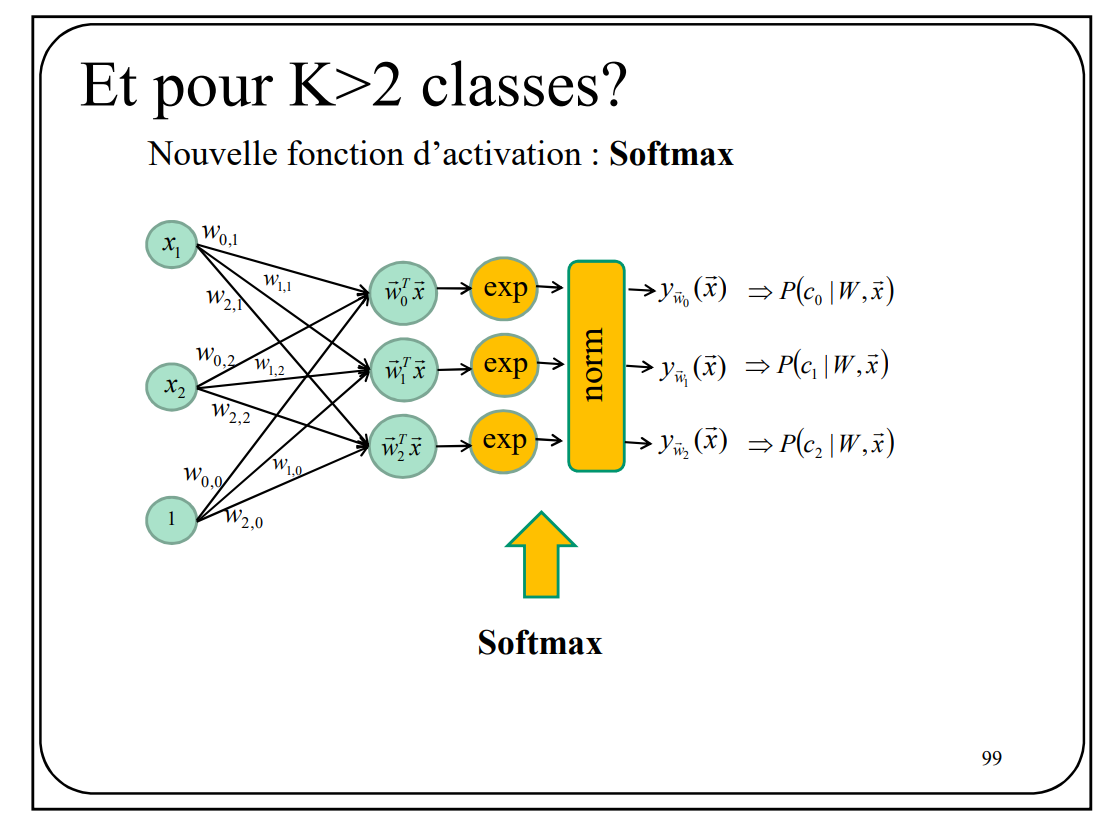 Et pour K>2 classes?
Nouvelle fonction d’activation : Softmax
x₁
w₀,₁
w₁,₁
w₂,₁
x₂
w₀,₂
w₁,₂
w₂,₂
1
w₀,₀
w₁,₀
w₂,₀
w⃗₀ᵀx⃗
exp
w⃗₁ᵀx⃗
exp
w⃗₂ᵀx⃗
exp
norm
y_w⃗₀(x⃗) ⇒ P(c₀ | W, x⃗)
y_w⃗₁(x⃗) ⇒ P(c₁ | W, x⃗)
y_w⃗₂(x⃗) ⇒ P(c₂ | W, x⃗)
Softmax
99